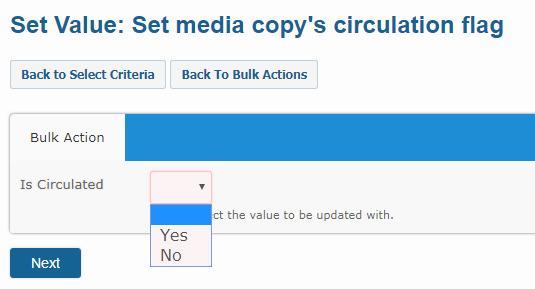 Set Value: Set media copy's circulation flag
Back to Select Criteria Back To Bulk Actions
Bulk Action
Is Circulated
the value to be updated with.
Yes
No
Next